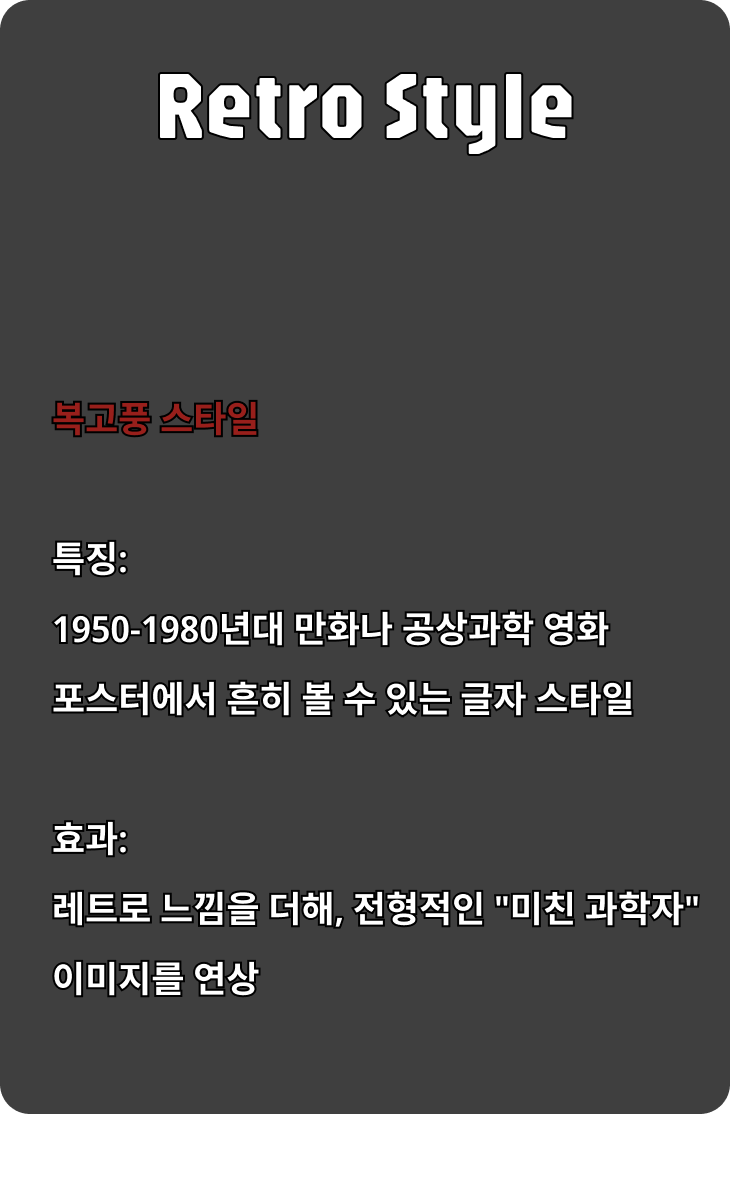 Retro Style
복고풍 스타일
특징:
1950-1980년대 만화나 공상과학 영화
포스터에서 흔히 볼 수 있는 글자 스타일
효과:
레트로 느낌을 더해, 전형적인 "미친 과학자"
이미지를 연상